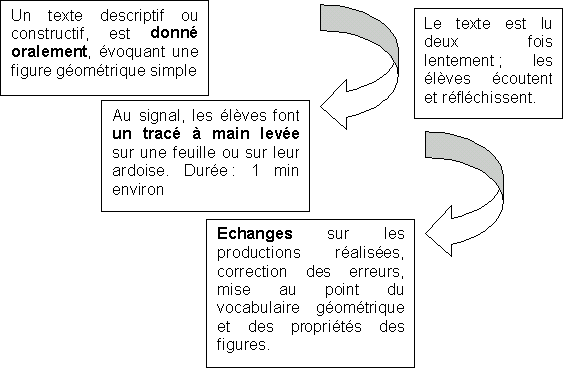 Un texte descriptif ou
constructif, est donné
oralement, évoquant une
figure géométrique simple
Le texte est lu
deux fois
lentement ; les
élèves écoutent
et réfléchissent.
Au signal, les élèves font
un tracé à main levée
sur une feuille ou sur leur
ardoise. Durée : 1 min
environ
Echanges sur les
productions réalisées,
correction des erreurs,
mise au point du
vocabulaire géométrique
et des propriétés des
figures.